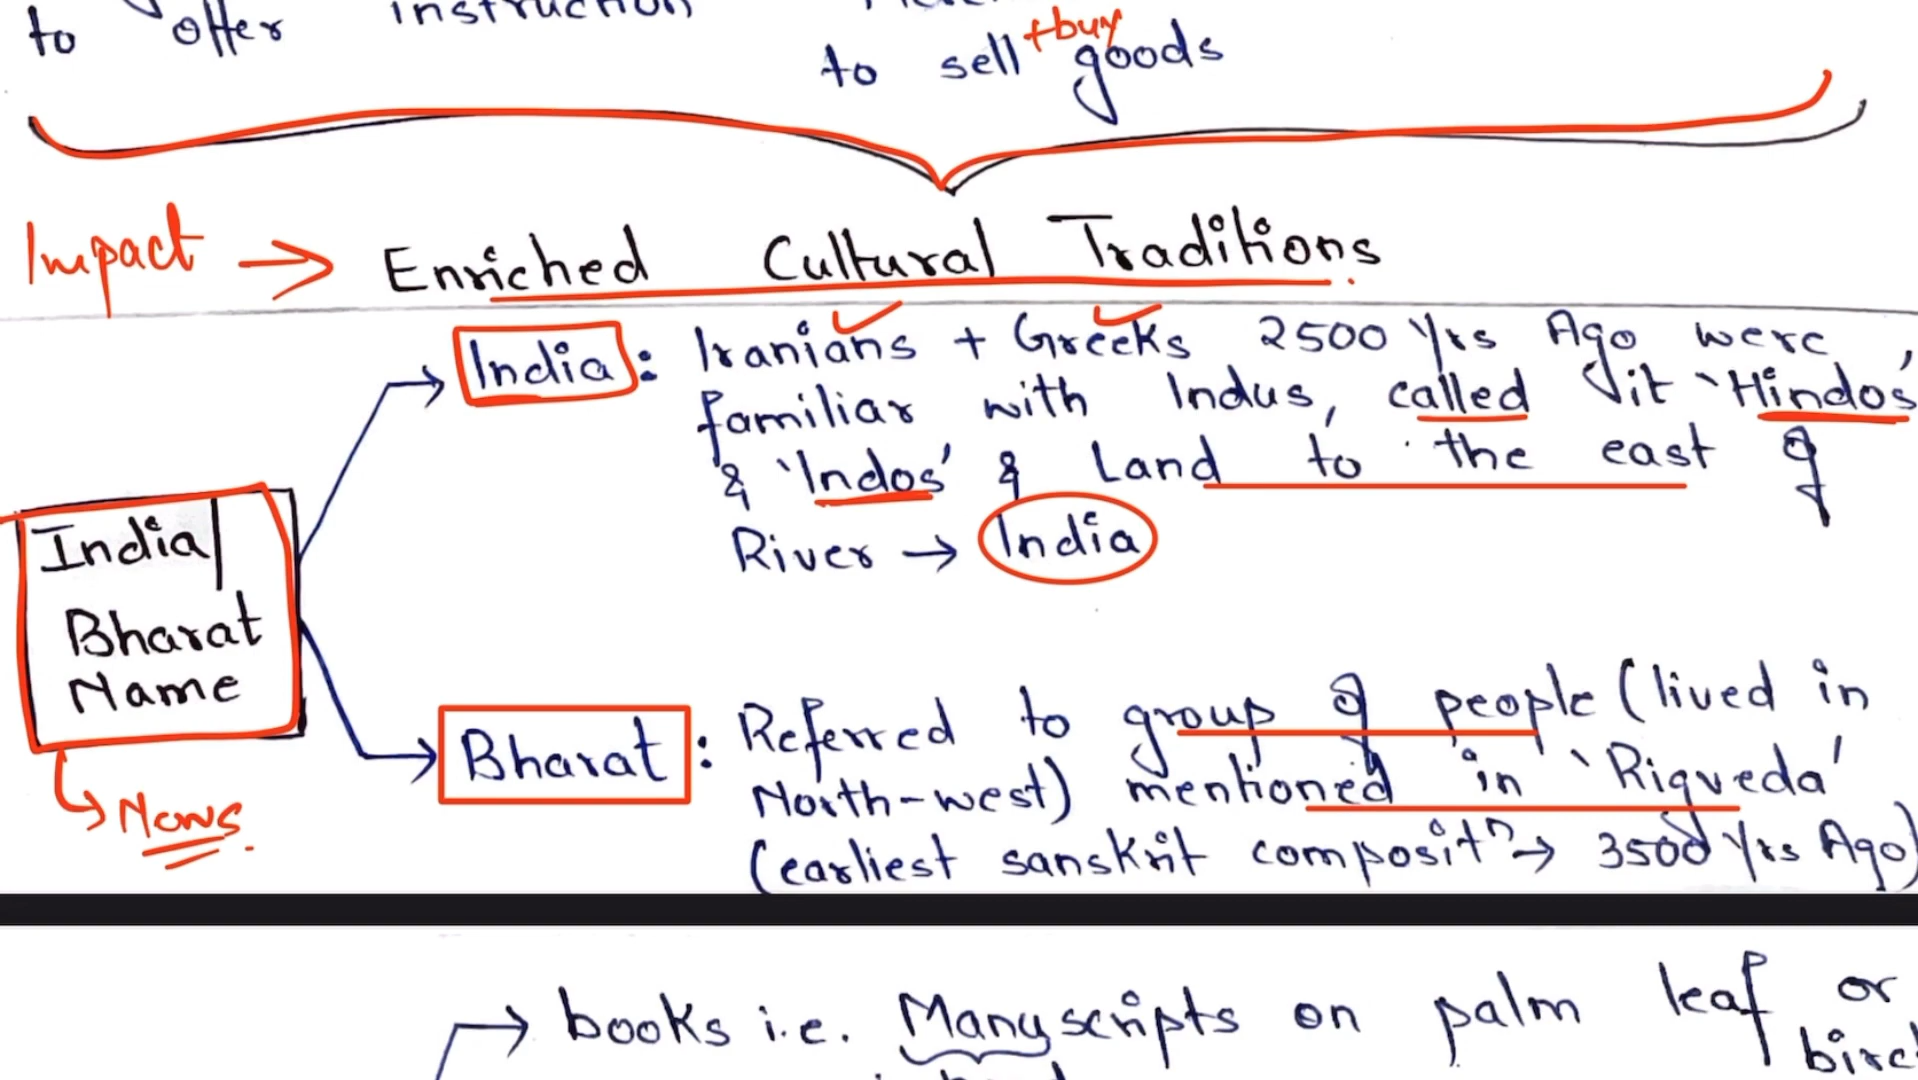 to offer instruction
+buy
to sell goods
Impact → Enriched Cultural Traditions
India : Iranians + Greeks 2500 Yrs Ago were,
familiar with Indus, called it 'Hindos'
& 'Indos' & Land to the east of
River → India
India/
Bharat
Name
↳ News
Bharat : Referred to group of people (lived in
North-west) mentioned in 'Rigveda'
(earliest sanskrit composit.n → 3500 Yrs Ago)
→ books i.e. Manuscripts on palm leaf or